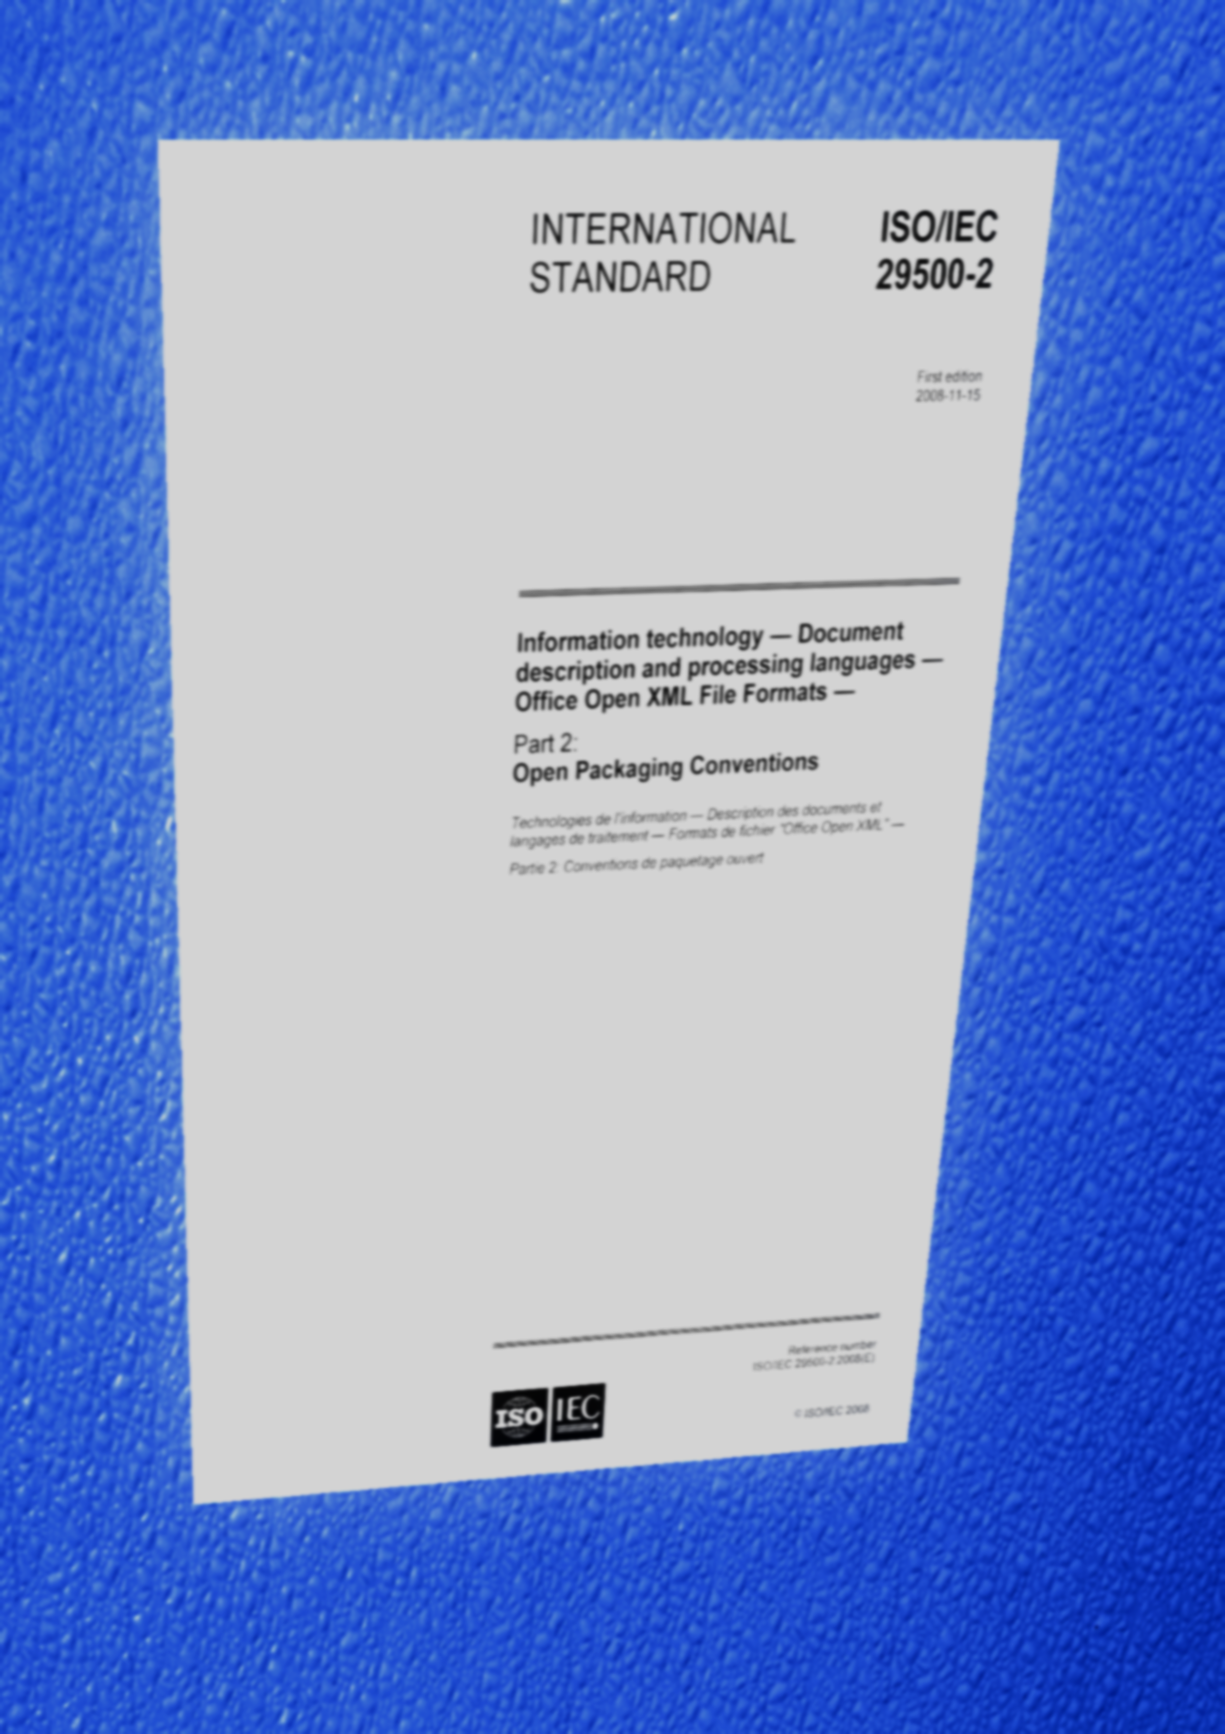 INTERNATIONAL
STANDARD
ISO/IEC
29500-2
First edition
2008-11-15
Information technology — Document
description and processing languages —
Office Open XML File Formats —
Part 2:
Open Packaging Conventions
Technologies de l'information — Description des documents et
langages de traitement — Formats de fichier "Office Open XML" —
Partie 2: Conventions de paquetage ouvert
Reference number
ISO/IEC 29500-2:2008(E)
ISO
IEC
© ISO/IEC 2008